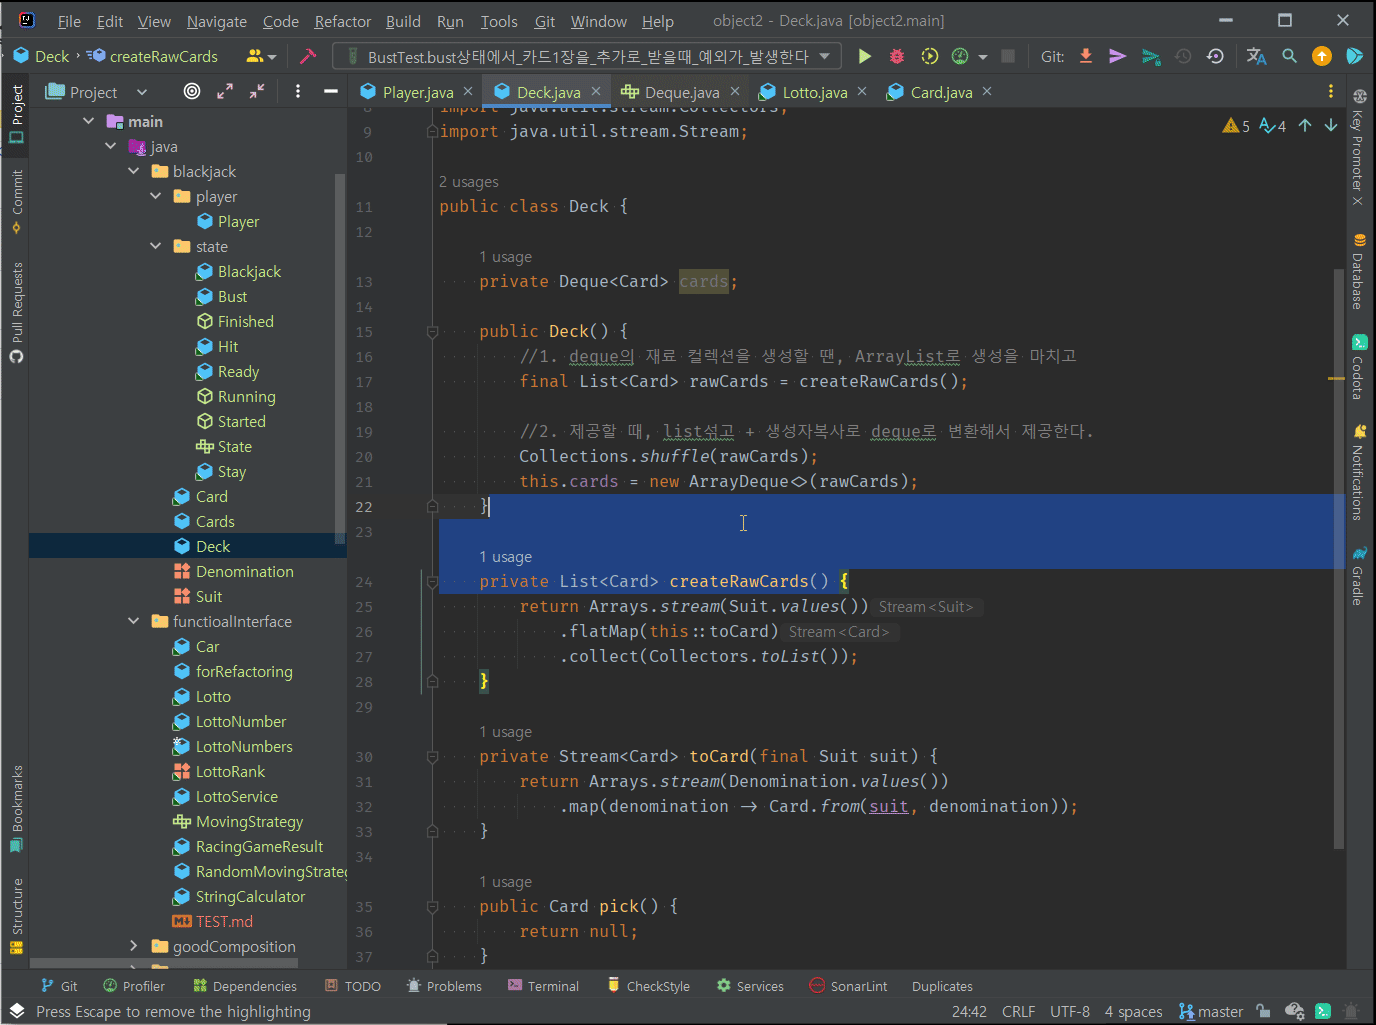 File Edit View Navigate Code Refactor Build Run Tools Git Window Help object2 - Deck.java [object2.main]
Deck createRawCards BustTest.bust상태에서_카드1장을_추가로_받을때_예외가_발생한다 Git:
Project Player.java Deck.java Deque.java Lotto.java Card.java
Project
Commit
Pull Requests
Bookmarks
Structure
main
java
blackjack
player
Player
state
Blackjack
Bust
Finished
Hit
Ready
Running
Started
State
Stay
Card
Cards
Deck
Denomination
Suit
functioalInterface
Car
forRefactoring
Lotto
LottoNumber
LottoNumbers
LottoRank
LottoService
MovingStrategy
RacingGameResult
RandomMovingStrate
StringCalculator
TEST.md
goodComposition
8 import java.util.stream.Collectors;
9 import java.util.stream.Stream;
10
2 usages
11 public class Deck {
12
1 usage
13 private Deque<Card> cards;
14
15 public Deck() {
16 //1. deque의 재료 컬렉션을 생성할 땐, ArrayList로 생성을 마치고
17 final List<Card> rawCards = createRawCards();
18
19 //2. 제공할 때, list섞고 + 생성자복사로 deque로 변환해서 제공한다.
20 Collections.shuffle(rawCards);
21 this.cards = new ArrayDeque<>(rawCards);
22 }
23
1 usage
24 private List<Card> createRawCards() {
25 return Arrays.stream(Suit.values()) Stream<Suit>
26 .flatMap(this::toCard) Stream<Card>
27 .collect(Collectors.toList());
28 }
29
1 usage
30 private Stream<Card> toCard(final Suit suit) {
31 return Arrays.stream(Denomination.values())
32 .map(denomination -> Card.from(suit, denomination));
33 }
34
1 usage
35 public Card pick() {
36 return null;
37 }
5 4
Key Promoter X
Database
Codota
Notifications
Gradle
Git Profiler Dependencies TODO Problems Terminal CheckStyle Services SonarLint Duplicates
Press Escape to remove the highlighting 24:42 CRLF UTF-8 4 spaces master